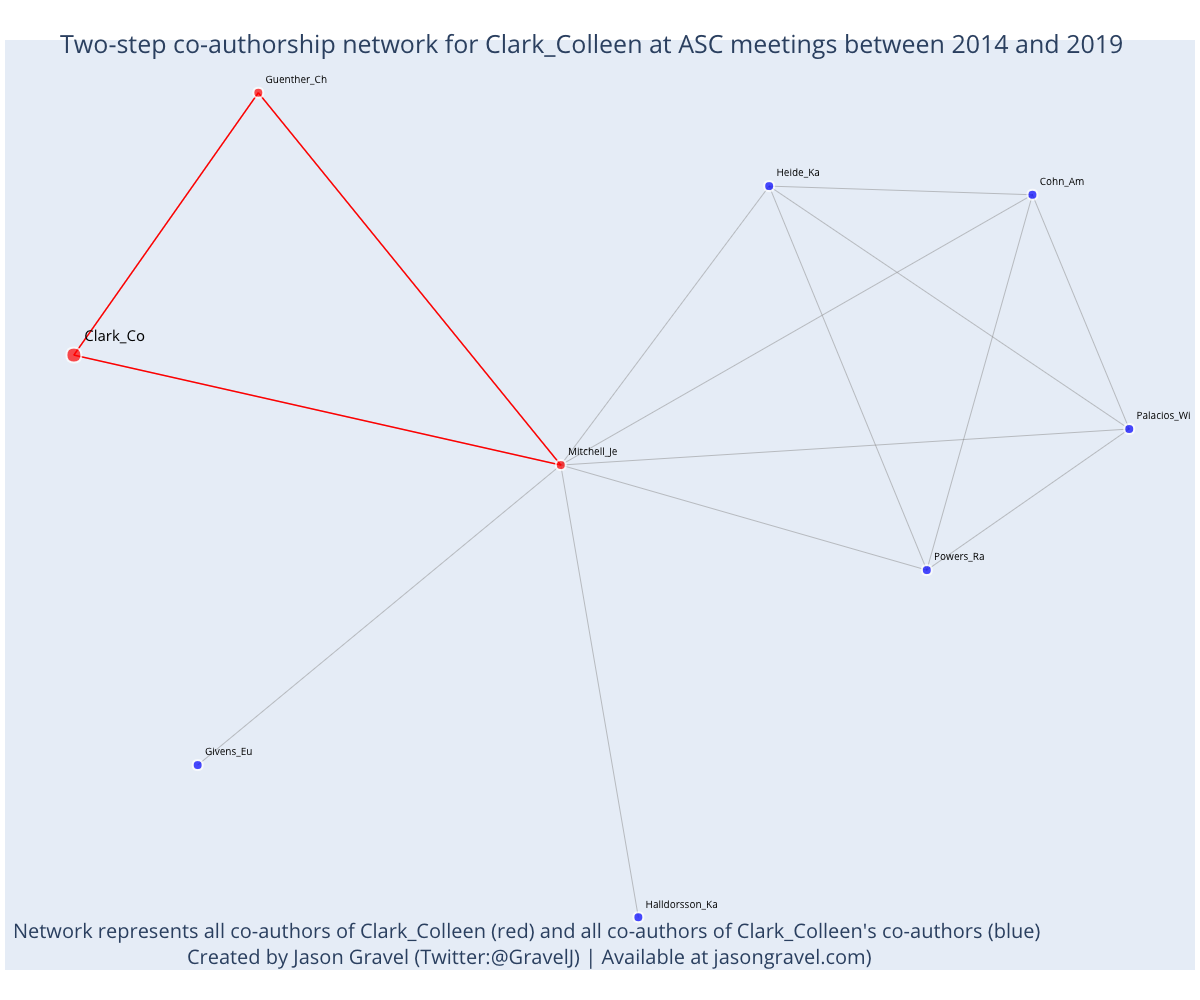 Two-step co-authorship network for Clark_Colleen at ASC meetings between 2014 and 2019
Guenther_Ch
Heide_Ka
Cohn_Am
Clark_Co
Palacios_Wi
Mitchell_Je
Powers_Ra
Givens_Eu
Halldorsson_Ka
Network represents all co-authors of Clark_Colleen (red) and all co-authors of Clark_Colleen's co-authors (blue)
Created by Jason Gravel (Twitter:@GravelJ) | Available at jasongravel.com)